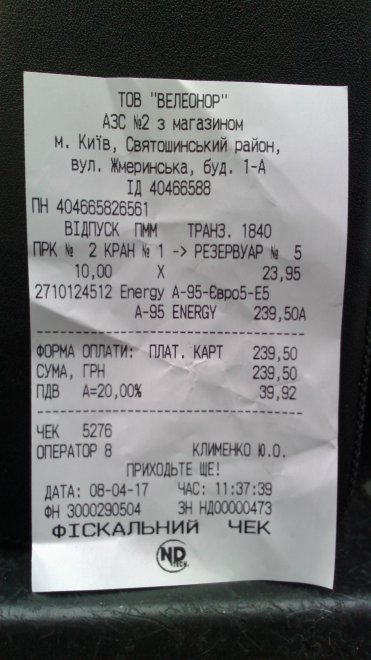 ТОВ "ВЕЛЕОНОР"
АЗС №2 з магазином
м. Київ, Святошинський район,
вул. Жмеринська, буд. 1-А
ІД 40466588
ПН 404665826561
ВІДПУСК ПММ ТРАНЗ. 1840
ПРК № 2 КРАН № 1 -> РЕЗЕРВУАР № 5
10,00 X 23,95
2710124512 Energy А-95-Євро5-Е5
А-95 ENERGY 239,50А
ФОРМА ОПЛАТИ: ПЛАТ. КАРТ 239,50
СУМА, ГРН 239,50
ПДВ А=20,00% 39,92
ЧЕК 5276
ОПЕРАТОР 8 КЛИМЕНКО Ю.О.
ПРИХОДЬТЕ ЩЕ!
ДАТА: 08-04-17 ЧАС: 11:37:39
ФН 3000290504 ЗН НД00000473
ФІСКАЛЬНИЙ ЧЕК
ND
TECH.